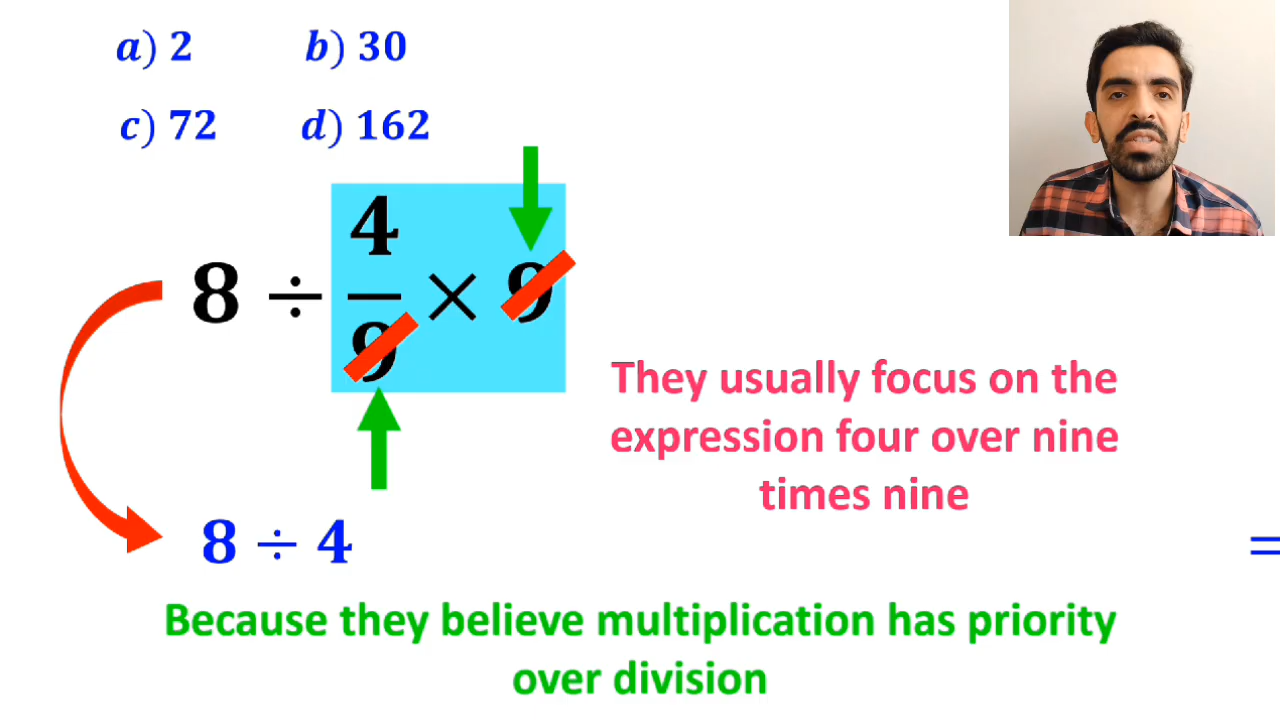 a) 2 b) 30
c) 72 d) 162
8 ÷ 4/9 × 9
They usually focus on the
expression four over nine
times nine
8 ÷ 4
=
Because they believe multiplication has priority
over division